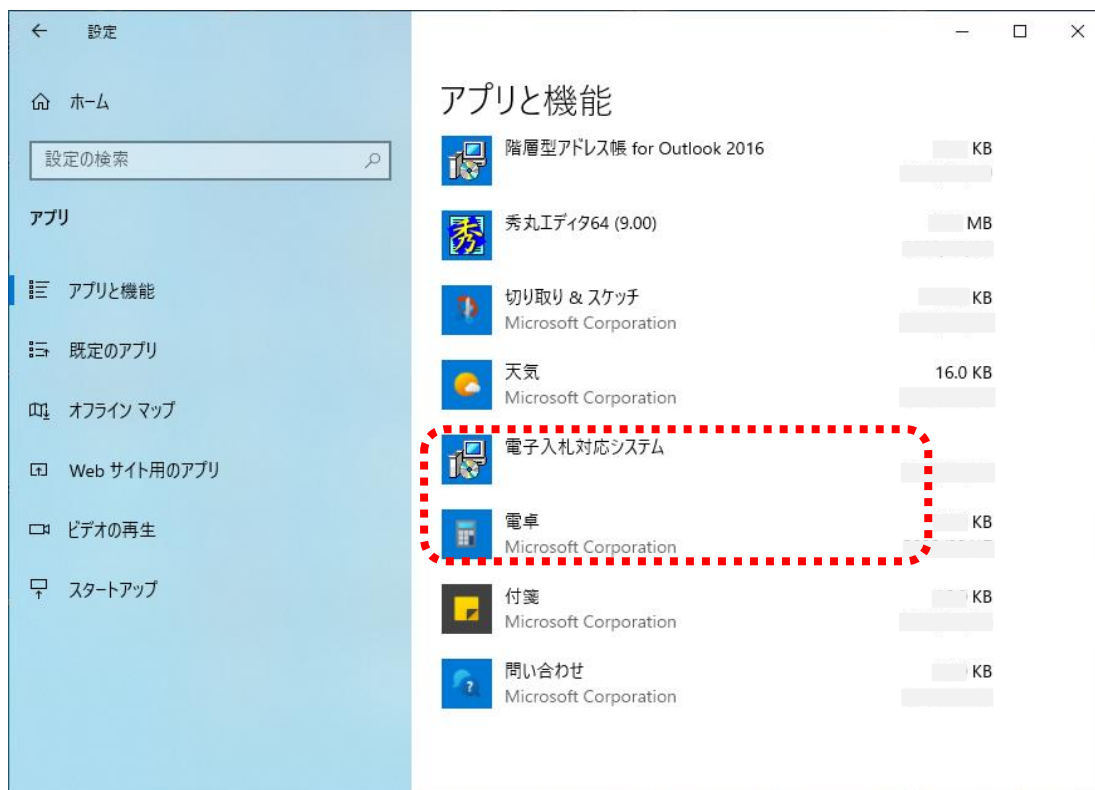 設定
ホーム
設定の検索
アプリ
アプリと機能
既定のアプリ
オフライン マップ
Web サイト用のアプリ
ビデオの再生
スタートアップ
アプリと機能
階層型アドレス帳 for Outlook 2016
KB
秀丸エディタ64 (9.00)
MB
切り取り & スケッチ
KB
Microsoft Corporation
天気
16.0 KB
Microsoft Corporation
電子入札対応システム
電卓
KB
Microsoft Corporation
付箋
KB
Microsoft Corporation
問い合わせ
KB
Microsoft Corporation